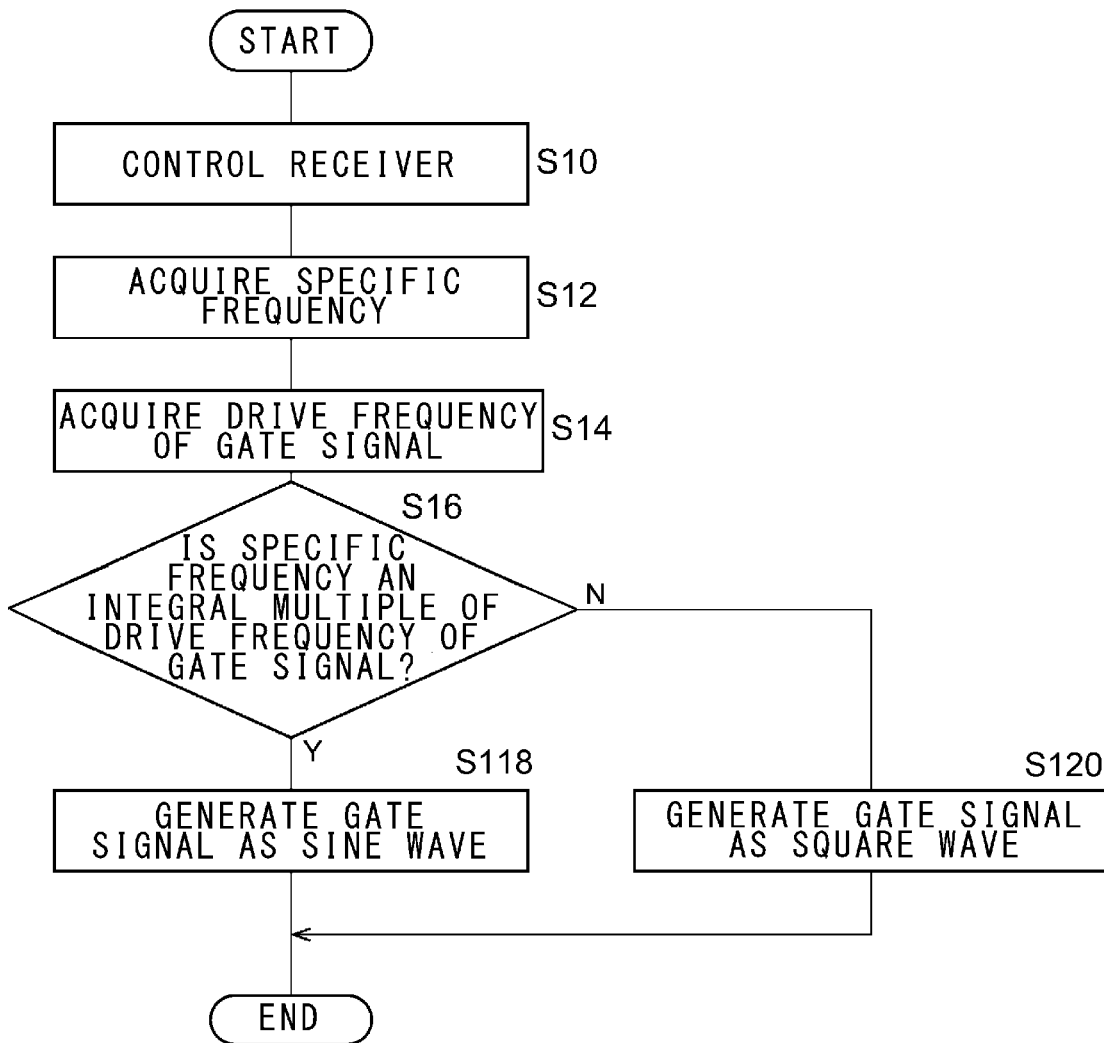 START
CONTROL RECEIVER
S10
ACQUIRE SPECIFIC
FREQUENCY
S12
ACQUIRE DRIVE FREQUENCY
OF GATE SIGNAL
S14
S16
IS SPECIFIC
FREQUENCY AN
INTEGRAL MULTIPLE OF
DRIVE FREQUENCY OF
GATE SIGNAL?
N
Y
S118
GENERATE GATE
SIGNAL AS SINE WAVE
S120
GENERATE GATE SIGNAL
AS SQUARE WAVE
END